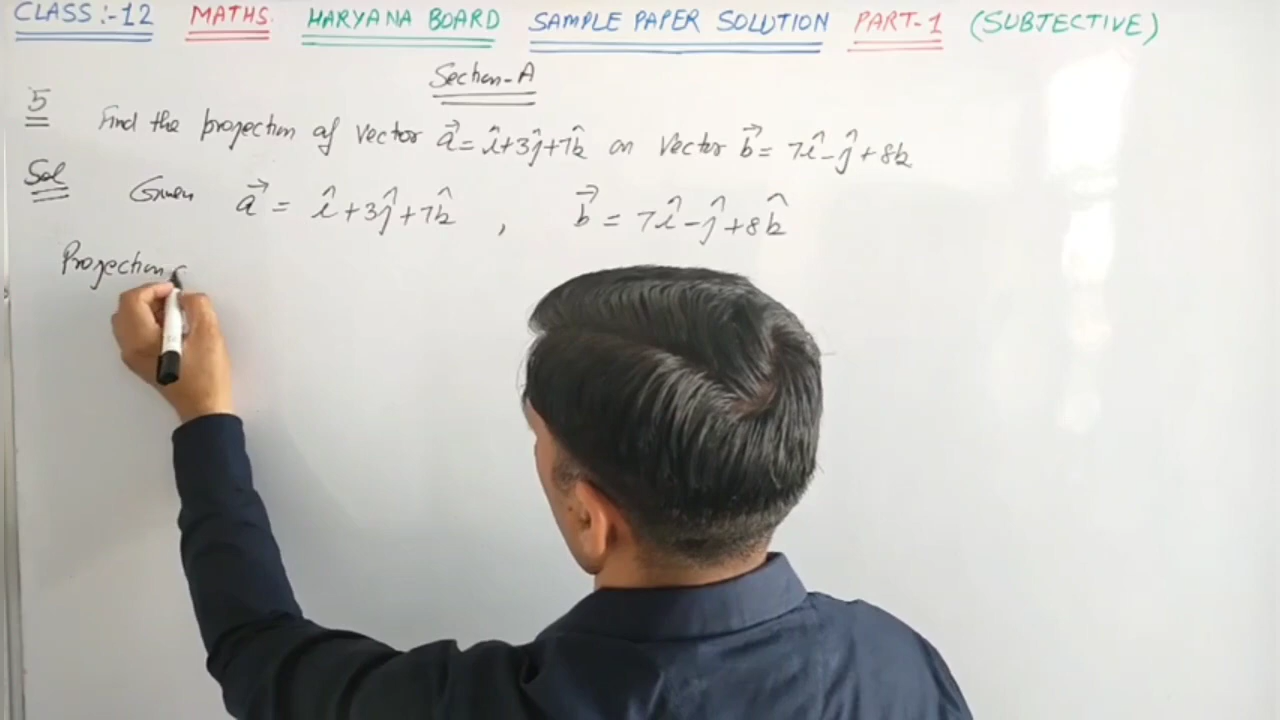 CLASS :-12 MATHS. HARYANA BOARD SAMPLE PAPER SOLUTION PART-1 (SUBJECTIVE)
Section-A
5 Find the projection of vector a⃗ = î+3ĵ+7k̂ on vector b⃗ = 7î-ĵ+8k
Sol Given a⃗ = î+3ĵ+7k̂ , b⃗ = 7î-ĵ+8k̂
Projection